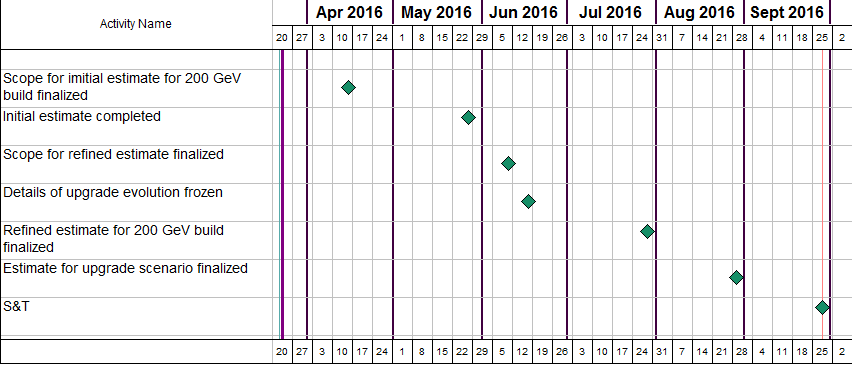 Activity Name
Apr 2016 May 2016 Jun 2016 Jul 2016 Aug 2016 Sept 2016
20 27 3 10 17 24 1 8 15 22 29 5 12 19 26 3 10 17 24 31 7 14 21 28 4 11 18 25 2
Scope for imitial estimate for 200 GeV
build finalized
Initial estimate completed
Scope for refined estimate finalized
Details of upgrade evolution frozen
Refined estimate for 200 GeV build
finalized
Estimate for upgrade scenario finalized
S&T
20 27 3 10 17 24 1 8 15 22 29 5 12 19 26 3 10 17 24 31 7 14 21 28 4 11 18 25 2